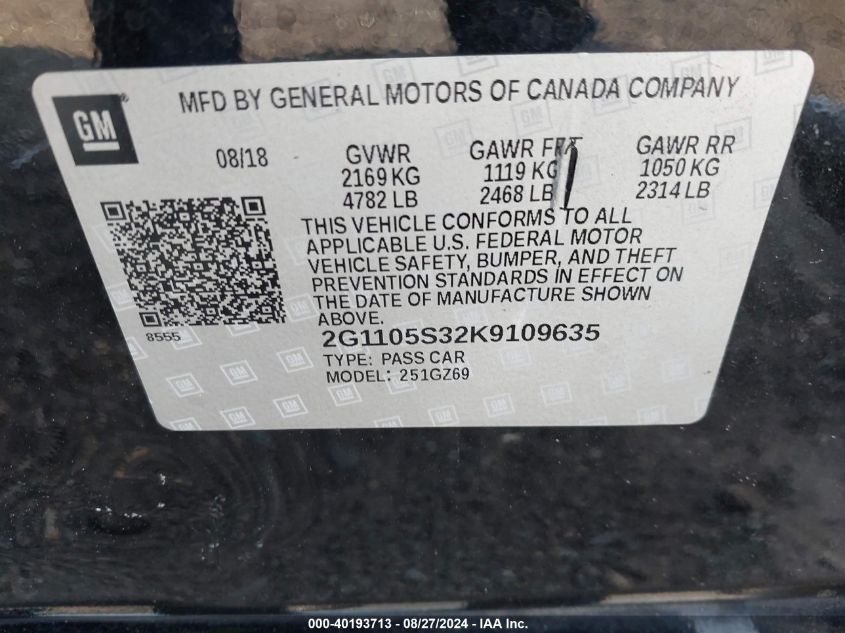 GM
MFD BY GENERAL MOTORS OF CANADA COMPANY
08/18
GVWR
2169 KG
4782 LB
GAWR FRT
1119 KG
2468 LB
GAWR RR
1050 KG
2314 LB
THIS VEHICLE CONFORMS TO ALL
APPLICABLE U.S. FEDERAL MOTOR
VEHICLE SAFETY, BUMPER, AND THEFT
PREVENTION STANDARDS IN EFFECT ON
THE DATE OF MANUFACTURE SHOWN
ABOVE.
8555
2G1105S32K9109635
TYPE: PASS CAR
MODEL: 251GZ69
000-40193713 - 08/27/2024 - IAA Inc.